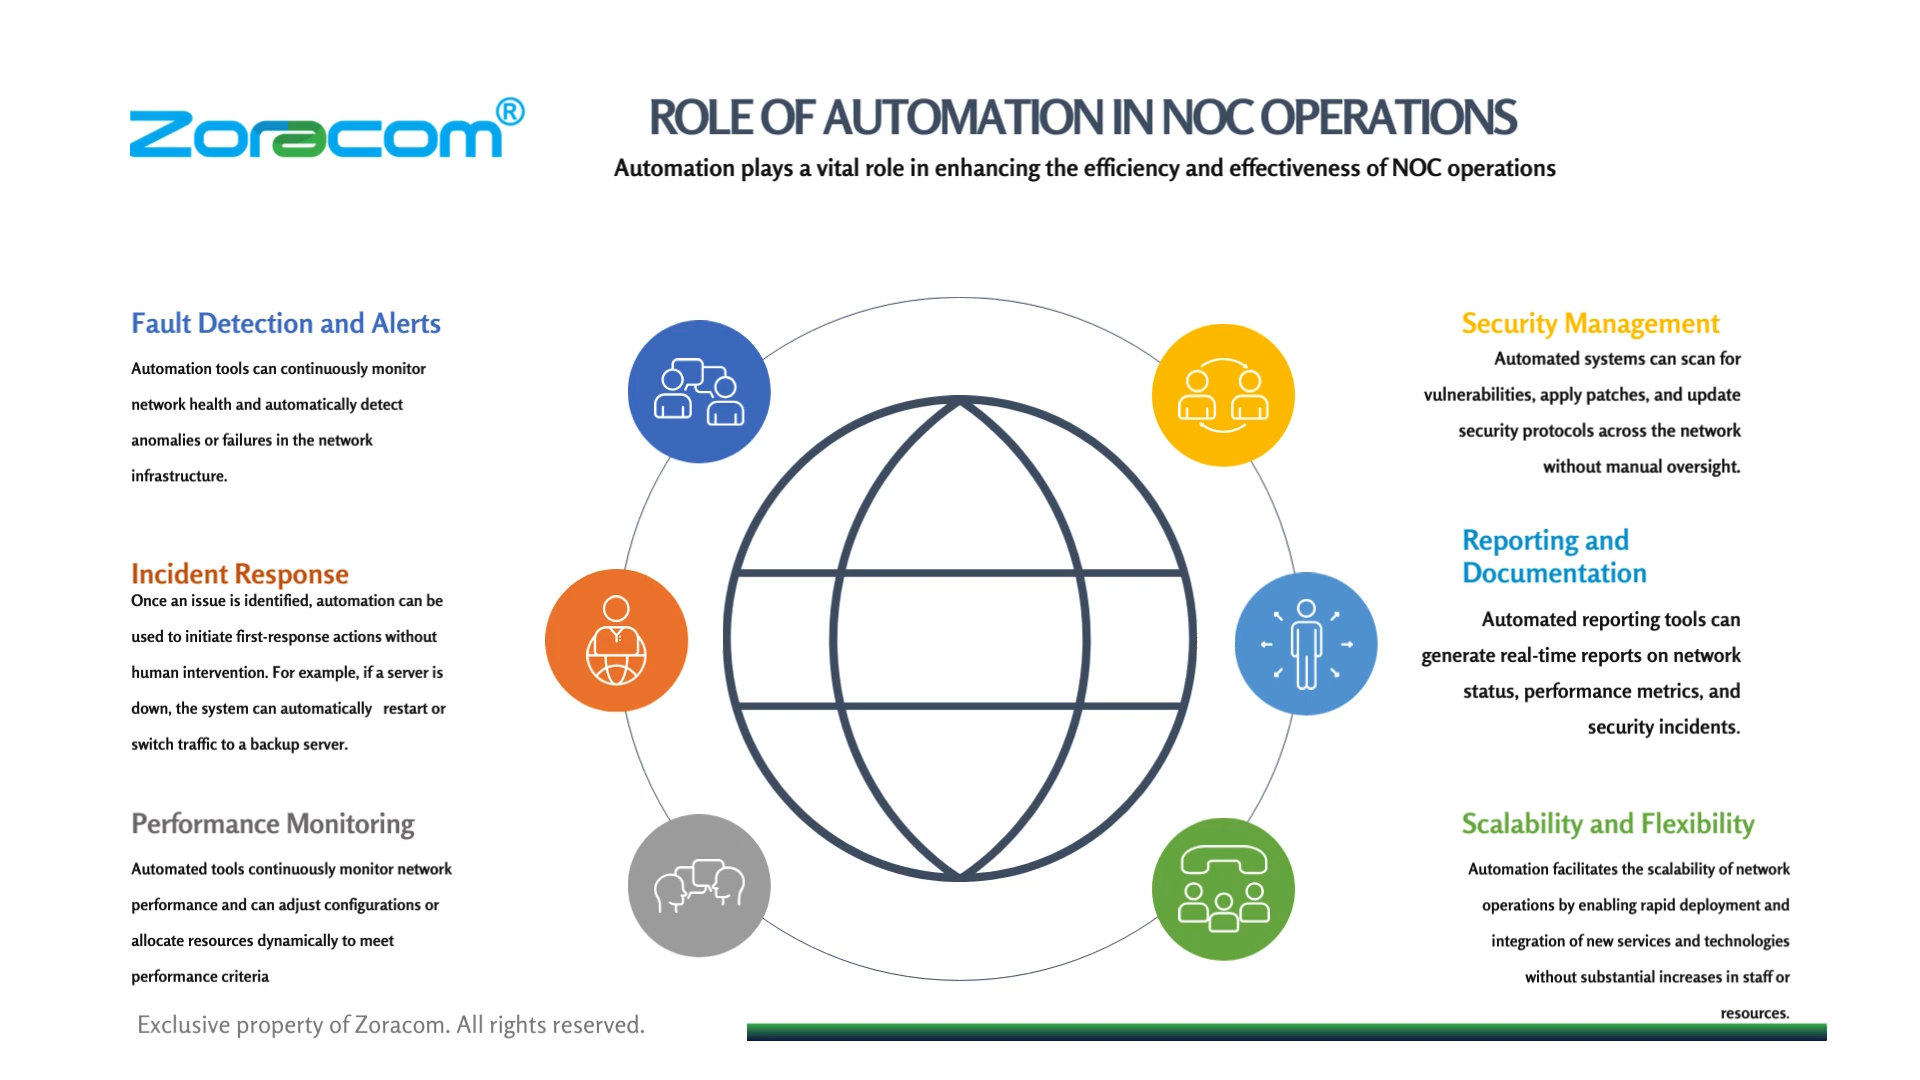 Zoracom®
ROLE OF AUTOMATION IN NOC OPERATIONS
Automation plays a vital role in enhancing the efficiency and effectiveness of NOC operations
Fault Detection and Alerts
Automation tools can continuously monitor
network health and automatically detect
anomalies or failures in the network
infrastructure.
Incident Response
Once an issue is identified, automation can be
used to initiate first-response actions without
human intervention. For example, if a server is
down, the system can automatically restart or
switch traffic to a backup server.
Performance Monitoring
Automated tools continuously monitor network
performance and can adjust configurations or
allocate resources dynamically to meet
performance criteria
Security Management
Automated systems can scan for
vulnerabilities, apply patches, and update
security protocols across the network
without manual oversight.
Reporting and
Documentation
Automated reporting tools can
generate real-time reports on network
status, performance metrics, and
security incidents.
Scalability and Flexibility
Automation facilitates the scalability of network
operations by enabling rapid deployment and
integration of new services and technologies
without substantial increases in staff or
resources.
Exclusive property of Zoracom. All rights reserved.